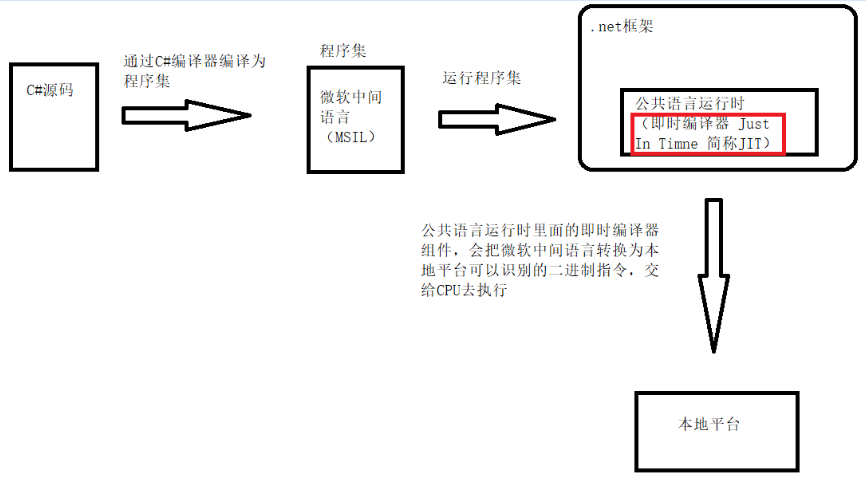 C#源码
通过C#编译器编译为
程序集
程序集
微软中间
语言
（MSIL）
运行程序集
.net框架
公共语言运行时
（即时编译器 Just
In Timne 简称JIT）
公共语言运行时里面的即时编译器
组件，会把微软中间语言转换为本
地平台可以识别的二进制指令，交
给CPU去执行
本地平台